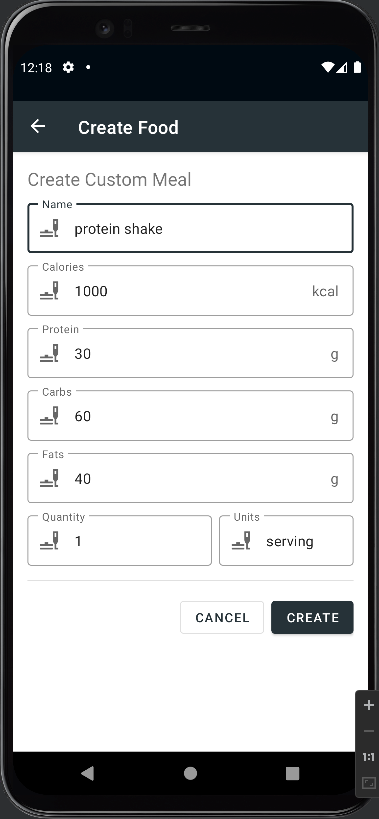 12:18
Create Food
Create Custom Meal
Name
protein shake
Calories
1000 kcal
Protein
30 g
Carbs
60 g
Fats
40 g
Quantity Units
1 serving
CANCEL CREATE
1:1